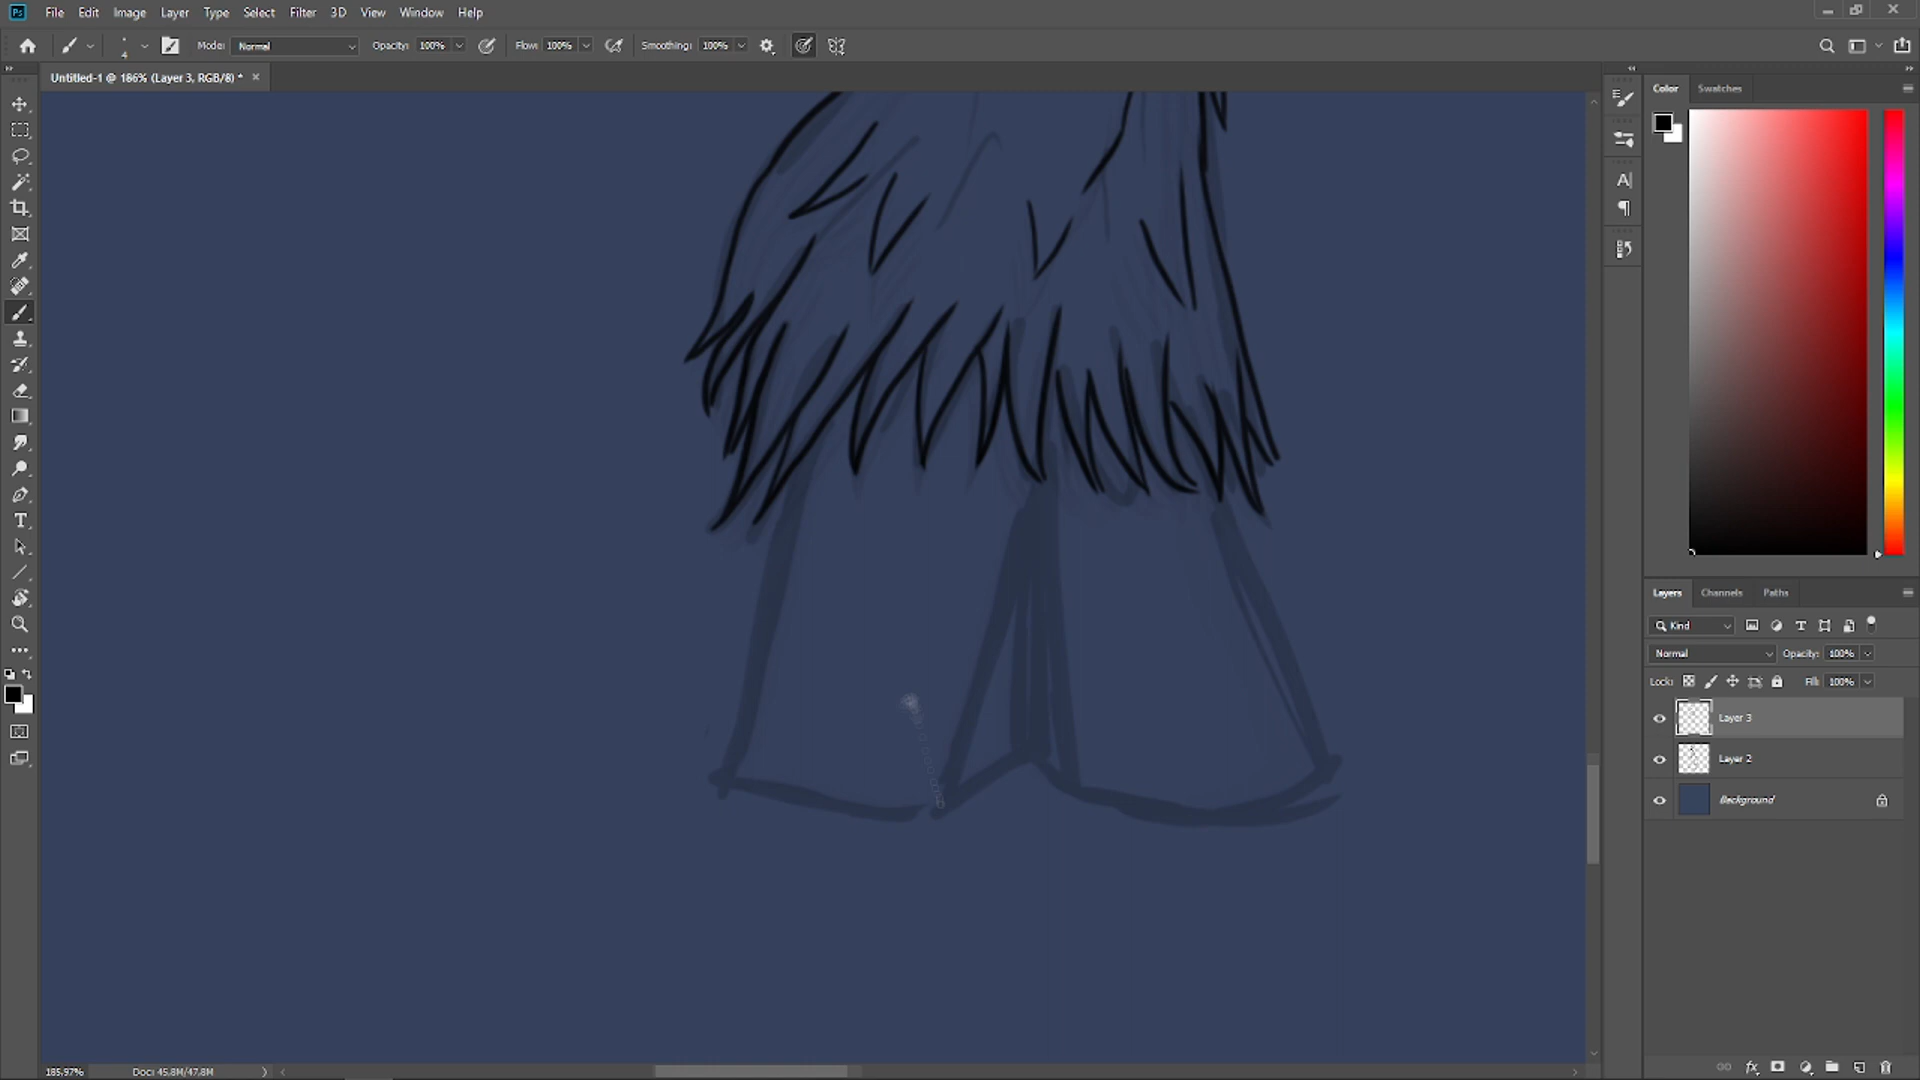 Ps File Edit Image Layer Type Select Filter 3D View Window Help
4 Mode: Normal Opacity: 100% Flow: 100% Smoothing: 100%
Untitled-1 @ 186% (Layer 3, RGB/8) *
Color Swatches
Layers Channels Paths
Kind
Normal Opacity: 100%
Lock: Fill: 100%
Layer 3
Layer 2
Background
185,97% Doc: 45,8M/47,8M